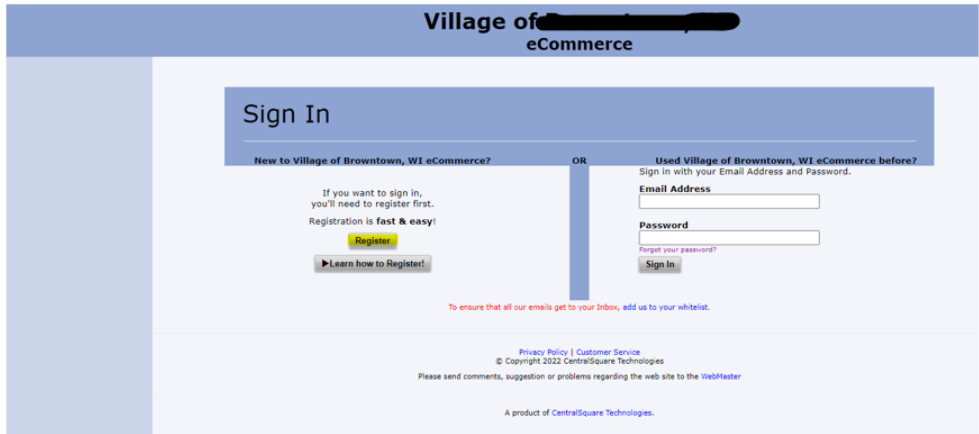 Village of
eCommerce
Sign In
New to Village of Browntown, WI eCommerce?
OR
Used Village of Browntown, WI eCommerce before?
If you want to sign in,
you'll need to register first.
Registration is fast & easy!
Register
▶Learn how to Register!
Sign in with your Email Address and Password.
Email Address
Password
Forgot your password?
Sign In
To ensure that all our emails get to your Inbox, add us to your whitelist.
Privacy Policy | Customer Service
© Copyright 2022 CentralSquare Technologies
Please send comments, suggestion or problems regarding the web site to the WebMaster
A product of CentralSquare Technologies.